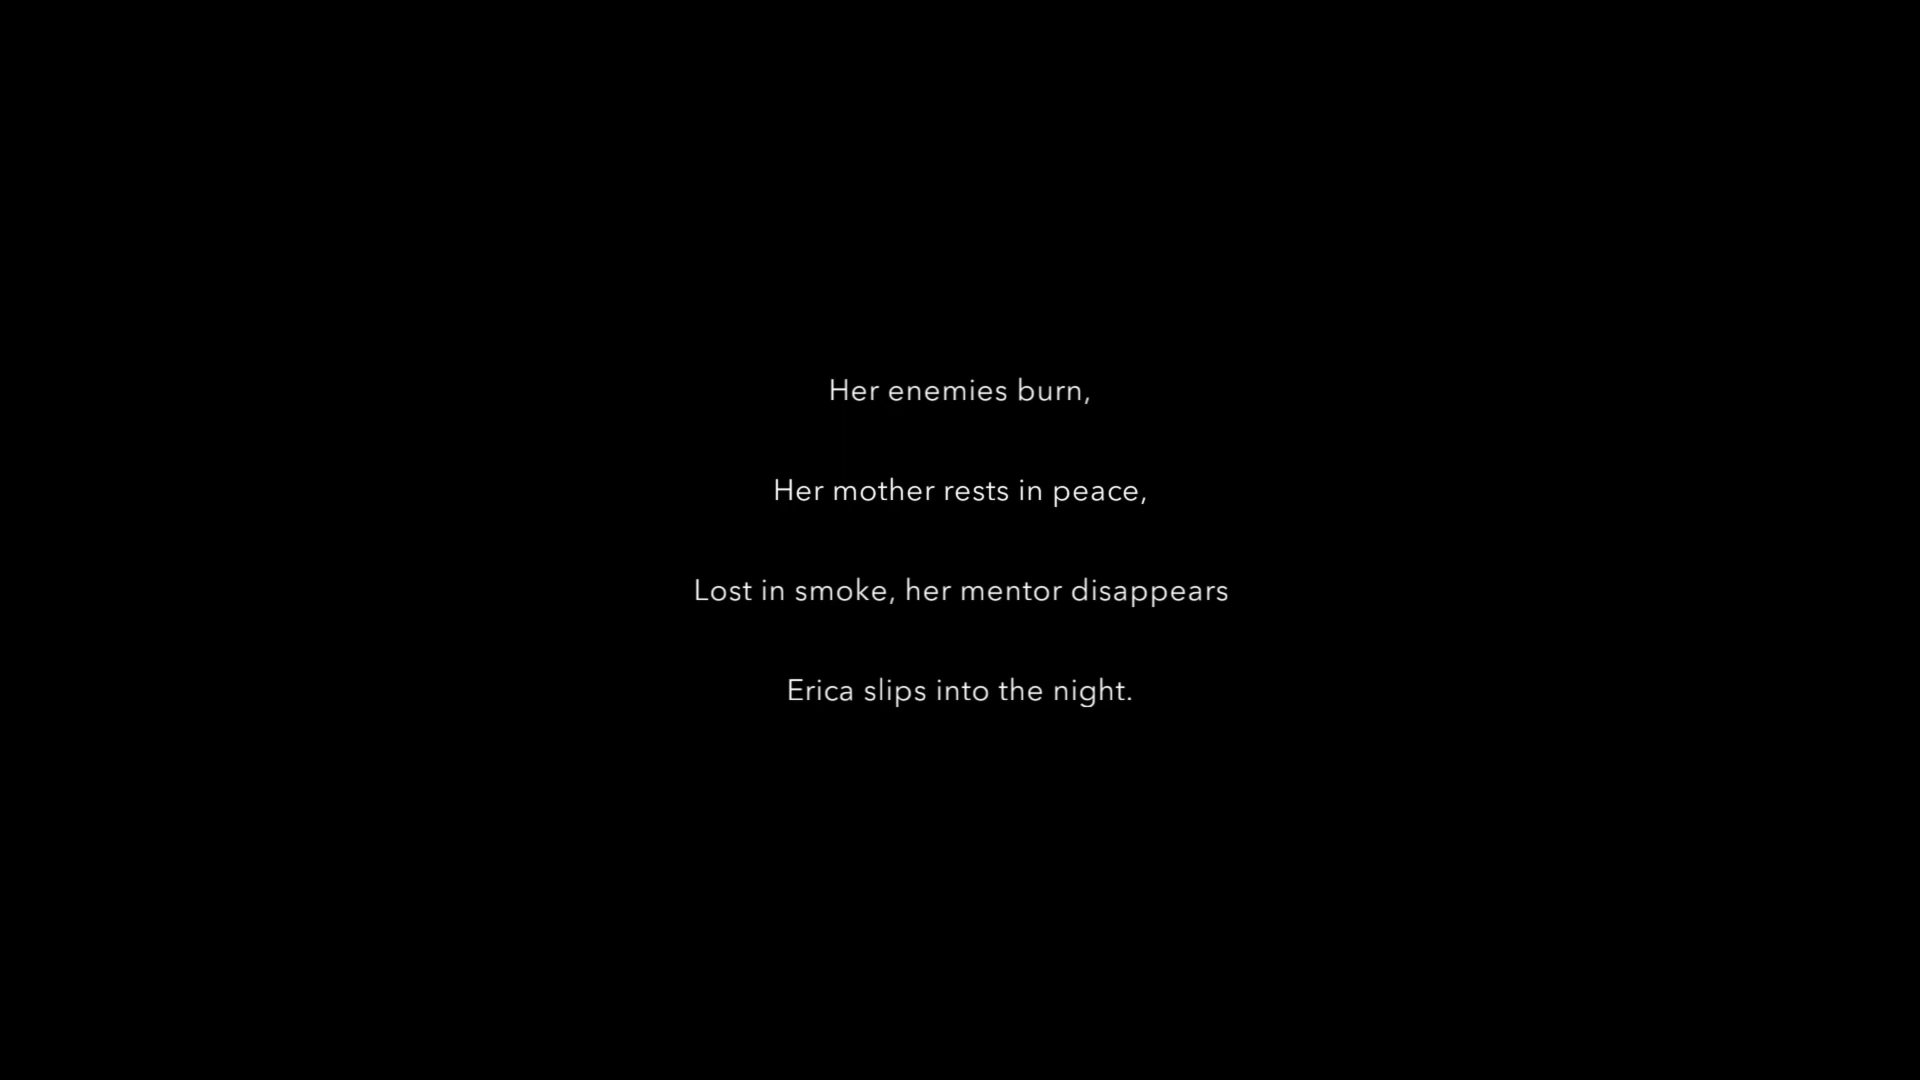 Her enemies burn,
Her mother rests in peace,
Lost in smoke, her mentor disappears
Erica slips into the night.